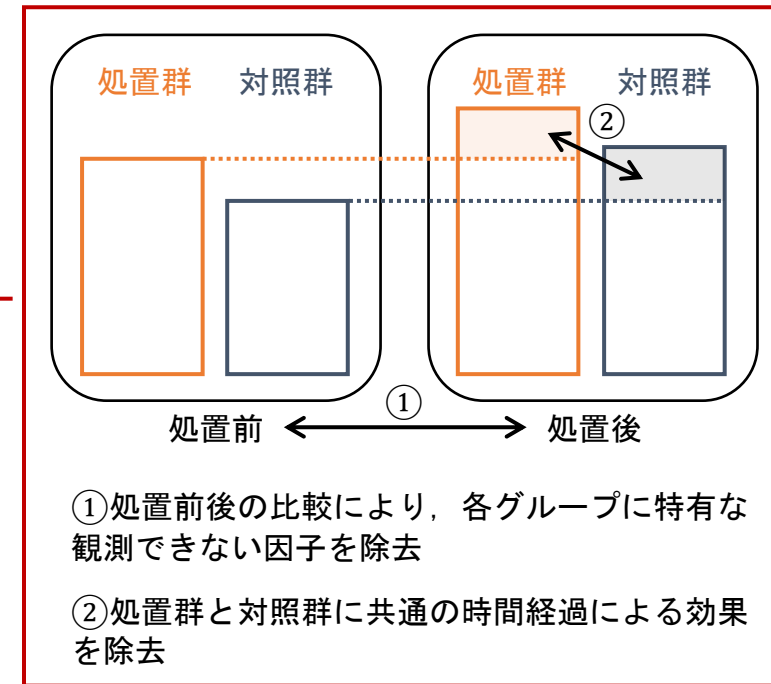 処置群 対照群
処置群 対照群
②
①
処置前 処置後
①処置前後の比較により，各グループに特有な
観測できない因子を除去
②処置群と対照群に共通の時間経過による効果
を除去